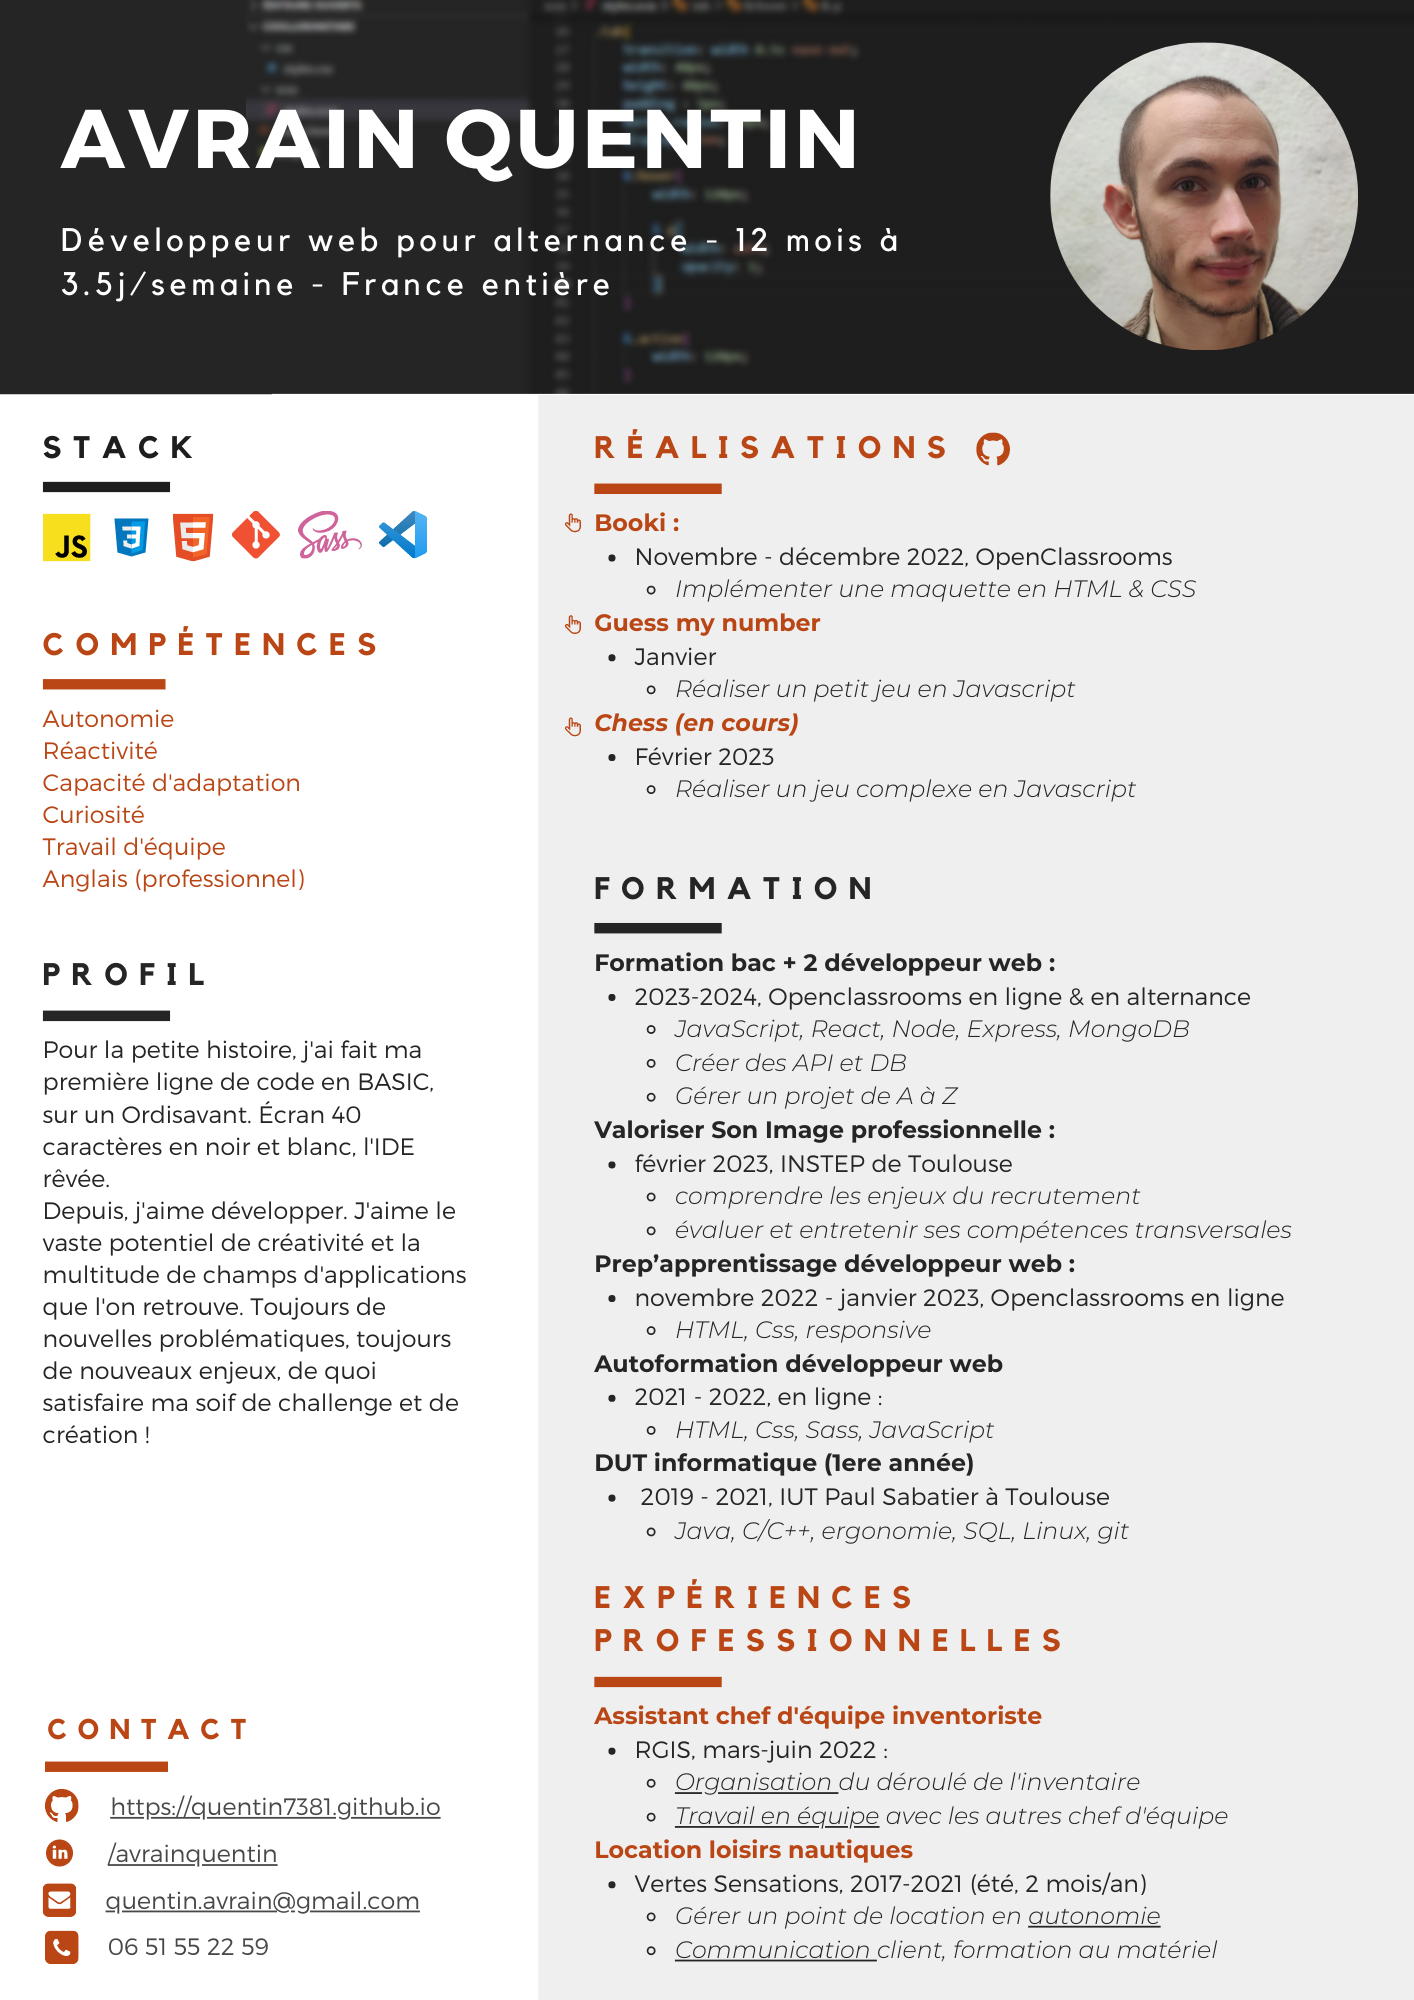 AVRAIN QUENTIN
Développeur web pour alternance - 12 mois à
3.5j/semaine - France entière
STACK
JS
3
5
Sass
COMPÉTENCES
Autonomie
Réactivité
Capacité d'adaptation
Curiosité
Travail d'équipe
Anglais (professionnel)
PROFIL
Pour la petite histoire, j'ai fait ma
première ligne de code en BASIC,
sur un Ordisavant. Écran 40
caractères en noir et blanc, l'IDE
rêvée.
Depuis, j'aime développer. J'aime le
vaste potentiel de créativité et la
multitude de champs d'applications
que l'on retrouve. Toujours de
nouvelles problématiques, toujours
de nouveaux enjeux, de quoi
satisfaire ma soif de challenge et de
création !
CONTACT
https://quentin7381.github.io
in
/avrainquentin
quentin.avrain@gmail.com
06 51 55 22 59
RÉALISATIONS
Booki :
• Novembre - décembre 2022, OpenClassrooms
◦ Implémenter une maquette en HTML & CSS
Guess my number
• Janvier
◦ Réaliser un petit jeu en Javascript
Chess (en cours)
• Février 2023
◦ Réaliser un jeu complexe en Javascript
FORMATION
Formation bac + 2 développeur web :
• 2023-2024, Openclassrooms en ligne & en alternance
◦ JavaScript, React, Node, Express, MongoDB
◦ Créer des API et DB
◦ Gérer un projet de A à Z
Valoriser Son Image professionnelle :
• février 2023, INSTEP de Toulouse
◦ comprendre les enjeux du recrutement
◦ évaluer et entretenir ses compétences transversales
Prep’apprentissage développeur web :
• novembre 2022 - janvier 2023, Openclassrooms en ligne
◦ HTML, Css, responsive
Autoformation développeur web
• 2021 - 2022, en ligne :
◦ HTML, Css, Sass, JavaScript
DUT informatique (1ere année)
• 2019 - 2021, IUT Paul Sabatier à Toulouse
◦ Java, C/C++, ergonomie, SQL, Linux, git
EXPÉRIENCES
PROFESSIONNELLES
Assistant chef d'équipe inventoriste
• RGIS, mars-juin 2022 :
◦ Organisation du déroulé de l'inventaire
◦ Travail en équipe avec les autres chef d'équipe
Location loisirs nautiques
• Vertes Sensations, 2017-2021 (été, 2 mois/an)
◦ Gérer un point de location en autonomie
◦ Communication client, formation au matériel